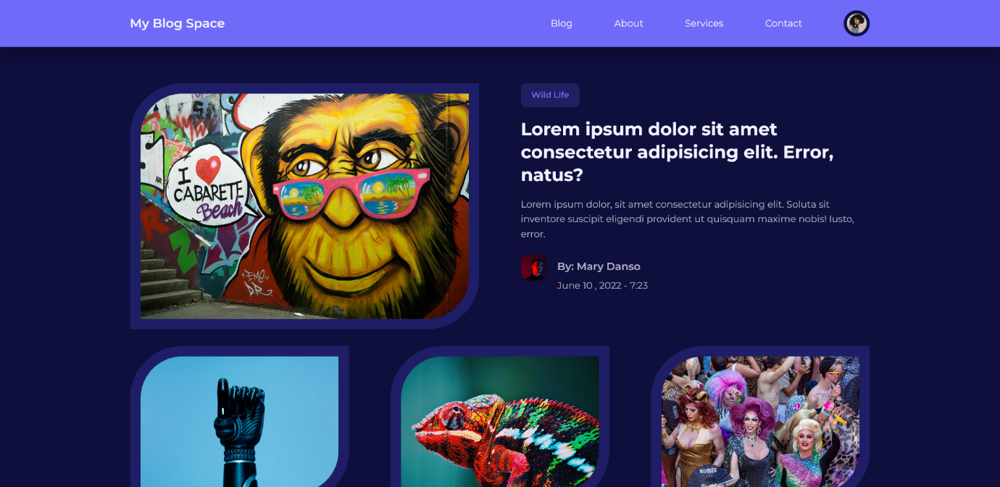 My Blog Space
Blog
About
Services
Contact
I
CABARETE
Beach
Wild Life
Lorem ipsum dolor sit amet
consectetur adipisicing elit. Error,
natus?
Lorem ipsum dolor, sit amet consectetur adipisicing elit. Soluta sit
inventore suscipit eligendi provident ut quisquam maxime nobis! Iusto,
error.
By: Mary Danso
June 10 , 2022 - 7:23
RUBBER